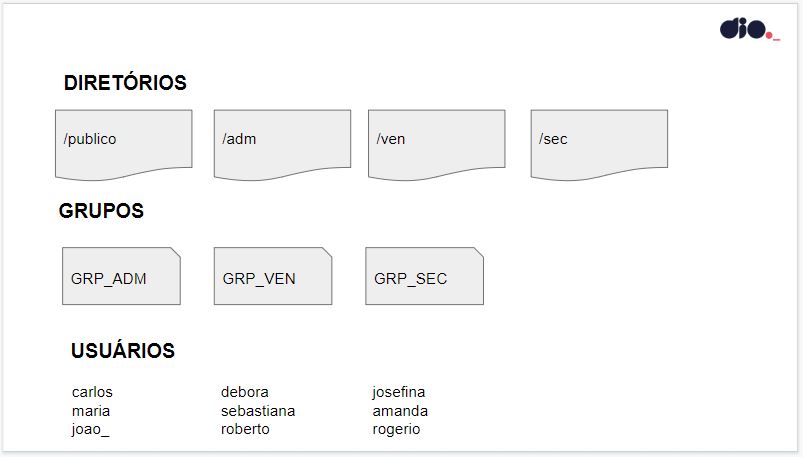 dio._
DIRETÓRIOS
/publico /adm /ven /sec
GRUPOS
GRP_ADM GRP_VEN GRP_SEC
USUÁRIOS
carlos debora josefina
maria sebastiana amanda
joao_ roberto rogerio